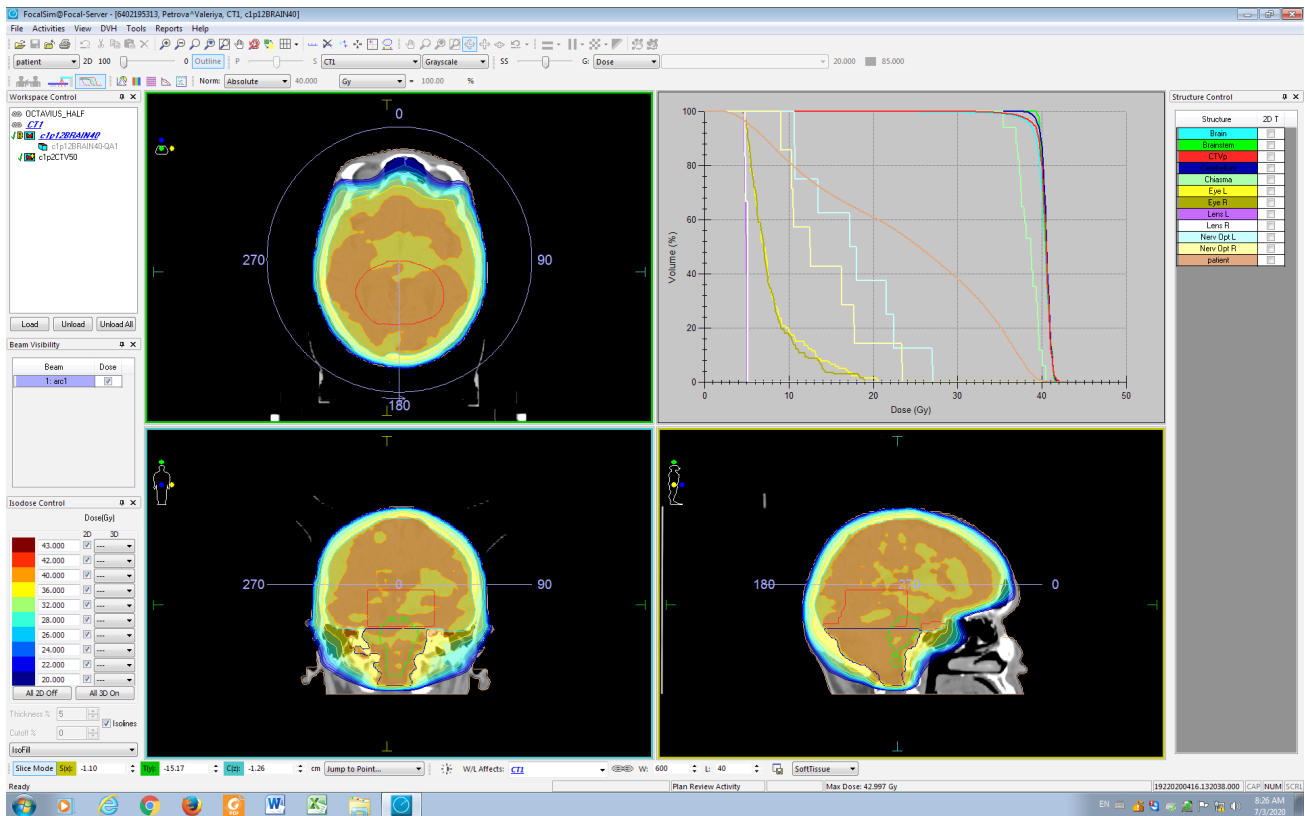 FocalSim@Focal-Server - [6402195313, Petrova^Valeriya, CT1, c1p12BRAIN40]
File Activities View DVH Tools Reports Help
patient 2D 100 0 Outline P S CT1 Grayscale SS G: Dose 20.000 85.000
Norm: Absolute 40.000 Gy = 100.00 %
Workspace Control
OCTAVIUS_HALF
CT1
B c1p12BRAIN40
c1p12BRAIN40-QA1
c1p2CTV50
Load Unload Unload All
Beam Visibility
Beam Dose
1: arc1
Isodose Control
Dose(Gy)
2D 3D
43.000 ---
42.000 ---
40.000 ---
36.000 ---
32.000 ---
28.000 ---
26.000 ---
24.000 ---
22.000 ---
20.000 ---
All 2D Off All 3D On
Thickness % 5
Isolines
Cutoff % 0
IsoFill
0
270 90
180
Volume (%)
100
80
60
40
20
0
0 10 20 30 40 50
Dose (Gy)
270 0 90
180 270 0
Structure Control
Structure 2D T
Brain
Brainstem
CTVp
Chiasma
Eye L
Eye R
Lens L
Lens R
Nerv Opt L
Nerv Opt R
patient
Slice Mode S(x): -1.10 T(y): -15.17 C(z): -1.26 cm Jump to Point... W/L Affects: CT1 W: 600 L: 40 SoftTissue
Ready Plan Review Activity Max Dose: 42.997 Gy 19220200416.132038.000 CAP NUM SCRL
EN 8:26 AM
7/3/2020